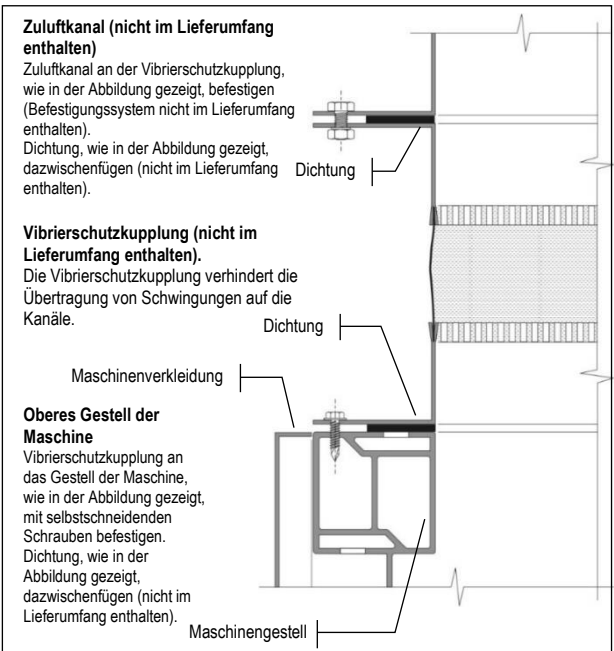 Zuluftkanal (nicht im Lieferumfang
enthalten)
Zuluftkanal an der Vibrierschutzkupplung,
wie in der Abbildung gezeigt, befestigen
(Befestigungssystem nicht im Lieferumfang
enthalten).
Dichtung, wie in der Abbildung gezeigt,
dazwischenfügen (nicht im Lieferumfang
enthalten).
Dichtung
Vibrierschutzkupplung (nicht im
Lieferumfang enthalten).
Die Vibrierschutzkupplung verhindert die
Übertragung von Schwingungen auf die
Kanäle.
Dichtung
Maschinenverkleidung
Oberes Gestell der
Maschine
Vibrierschutzkupplung an
das Gestell der Maschine,
wie in der Abbildung gezeigt,
mit selbstschneidenden
Schrauben befestigen.
Dichtung, wie in der
Abbildung gezeigt,
dazwischenfügen (nicht im
Lieferumfang enthalten).
Maschinengestell